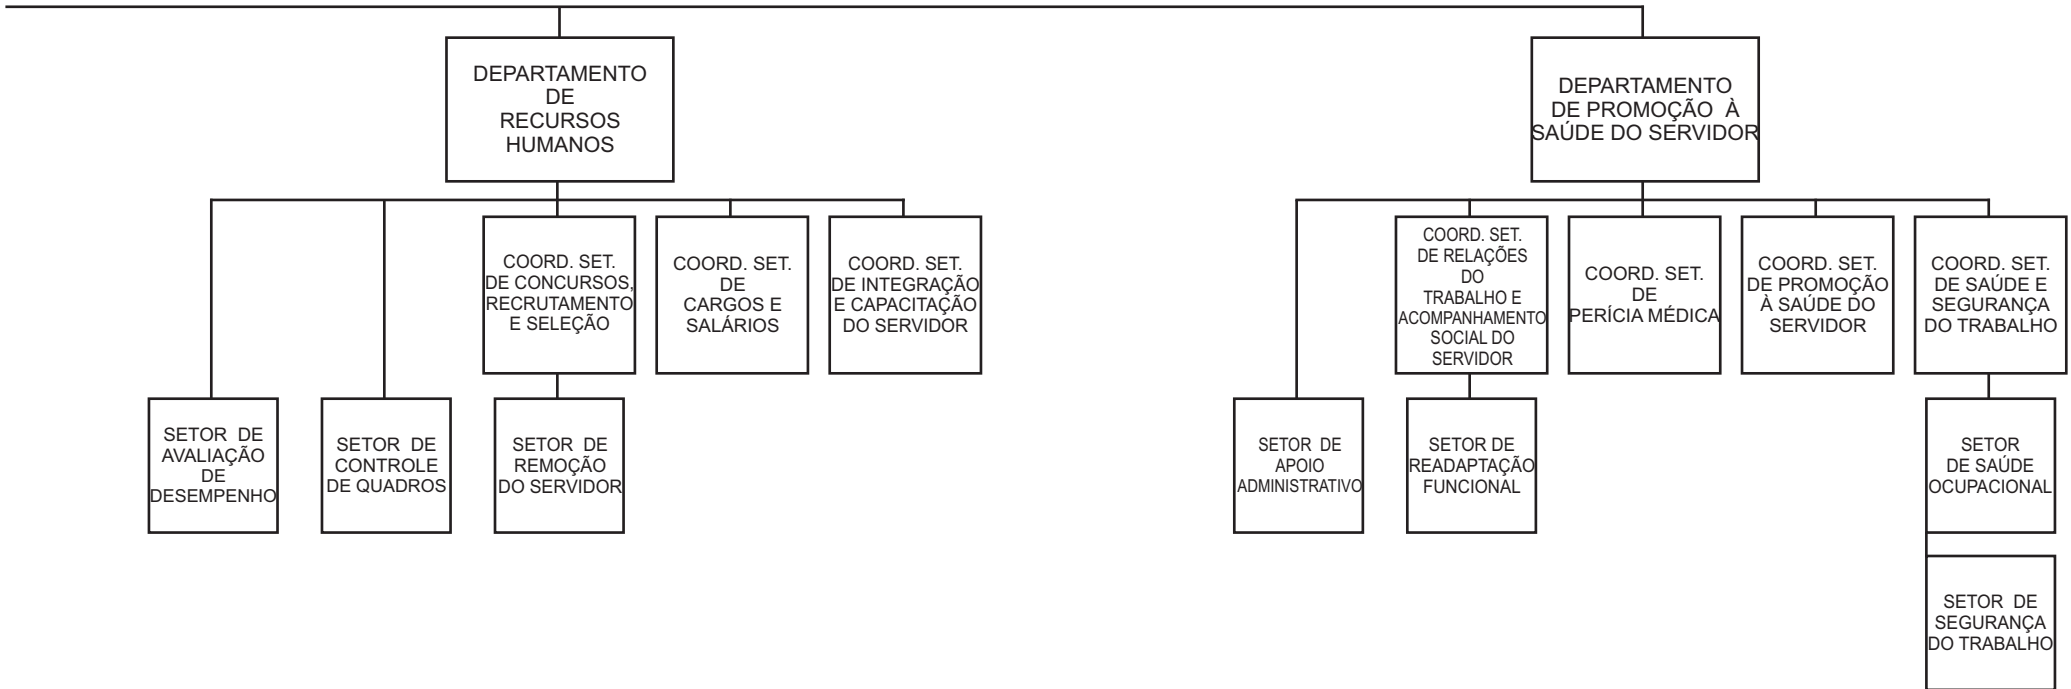 DEPARTAMENTO
DE
RECURSOS
HUMANOS
DEPARTAMENTO
DE PROMOÇÃO À
SAÚDE DO SERVIDOR
COORD. SET.
DE CONCURSOS,
RECRUTAMENTO
E SELEÇÃO
COORD. SET.
DE
CARGOS E
SALÁRIOS
COORD. SET.
DE INTEGRAÇÃO
E CAPACITAÇÃO
DO SERVIDOR
COORD. SET.
DE RELAÇÕES
DO
TRABALHO E
ACOMPANHAMENTO
SOCIAL DO
SERVIDOR
COORD. SET.
DE
PERÍCIA MÉDICA
COORD. SET.
DE PROMOÇÃO
À SAÚDE DO
SERVIDOR
COORD. SET.
DE SAÚDE E
SEGURANÇA
DO TRABALHO
SETOR DE
AVALIAÇÃO
DE
DESEMPENHO
SETOR DE
CONTROLE
DE QUADROS
SETOR DE
REMOÇÃO
DO SERVIDOR
SETOR DE
APOIO
ADMINISTRATIVO
SETOR DE
READAPTAÇÃO
FUNCIONAL
SETOR
DE SAÚDE
OCUPACIONAL
SETOR DE
SEGURANÇA
DO TRABALHO